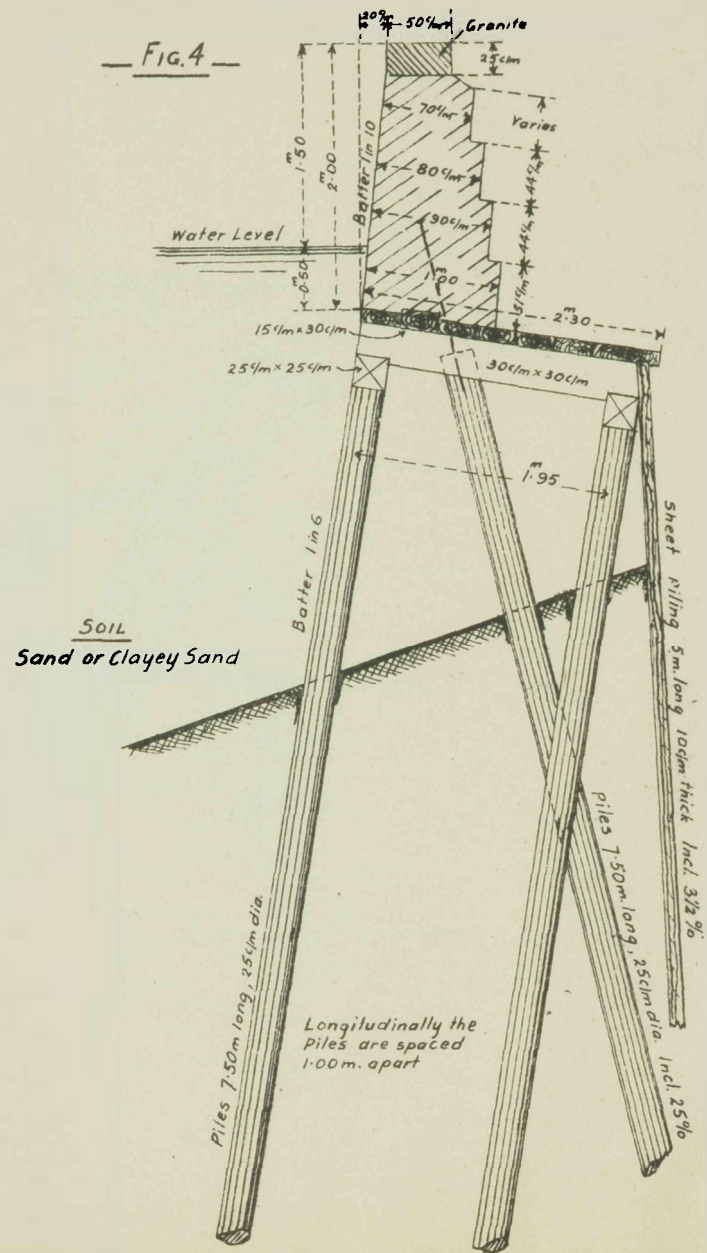 FIG. 4
20c/m
50c/m
Granite
25c/m
70c/m
Varies
m
1·50
m
2·00
Batter 1 in 10
80c/m
44c/m
90c/m
44c/m
Water Level
m
0·50
m
1·00
51c/m
m
2·30
15c/m × 30c/m
25c/m × 25c/m
30c/m × 30c/m
m
1·95
Batter 1 in 6
Sheet Piling 5m. long 10c/m thick Incl. 3½%
SOIL
Sand or Clayey Sand
Piles 7·50m long, 25c/m dia.
Piles 7·50m. long, 25c/m dia. Incl. 25%
Longitudinally the
Piles are spaced
1·00m. apart